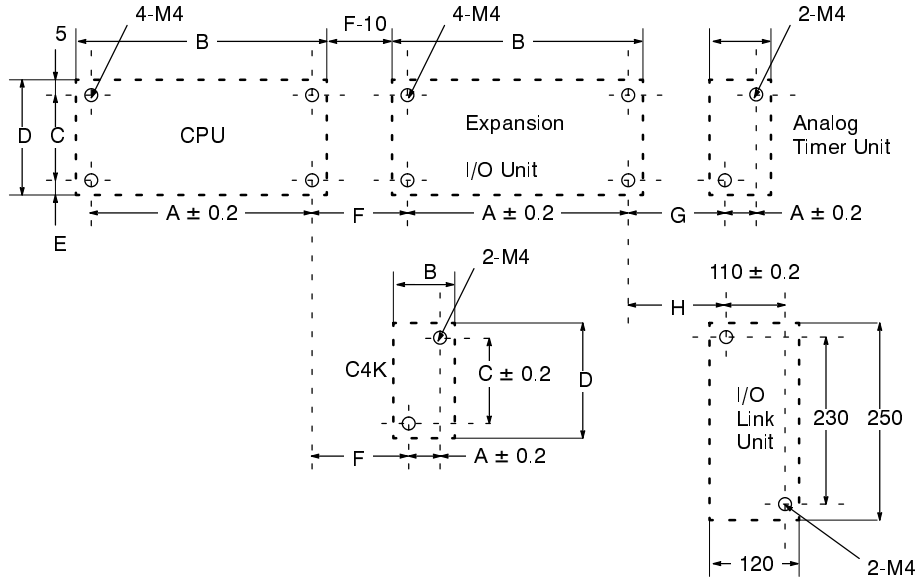 4-M4
F-10
4-M4
2-M4
5
B
B
D
C
CPU
Expansion
I/O Unit
Analog
Timer Unit
A ± 0.2
F
A ± 0.2
G
A ± 0.2
E
2-M4
B
110 ± 0.2
H
C4K
C ± 0.2
D
I/O
Link
Unit
230
250
F
A ± 0.2
120
2-M4